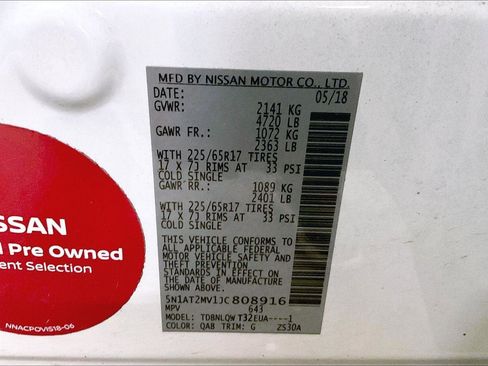 MFD BY NISSAN MOTOR CO., LTD.
DATE: 05/18
GVWR: 2141 KG
4720 LB
GAWR FR.: 1072 KG
2363 LB
WITH 225/65R17 TIRES
17 X 7J RIMS AT 33 PSI
COLD SINGLE
GAWR RR.: 1089 KG
2401 LB
WITH 225/65R17 TIRES
17 X 7J RIMS AT 33 PSI
COLD SINGLE
THIS VEHICLE CONFORMS TO
ALL APPLICABLE FEDERAL
MOTOR VEHICLE SAFETY AND
THEFT PREVENTION
STANDARDS IN EFFECT ON
THE DATE OF MANUFACTURE
SHOWN ABOVE.
5N1AT2MV1JC808916
MPV 643
MODEL: TDBNLQW T32EUA----1
COLOR: QAB TRIM: G ZS30A
SSAN
Pre Owned
ent Selection
NNACPOVIS18-06